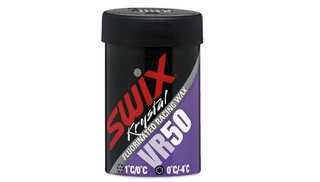 SWIX
Krystal
FLUORINATED RACING WAX
VR50
1°C/0°C 0°C/-4°C